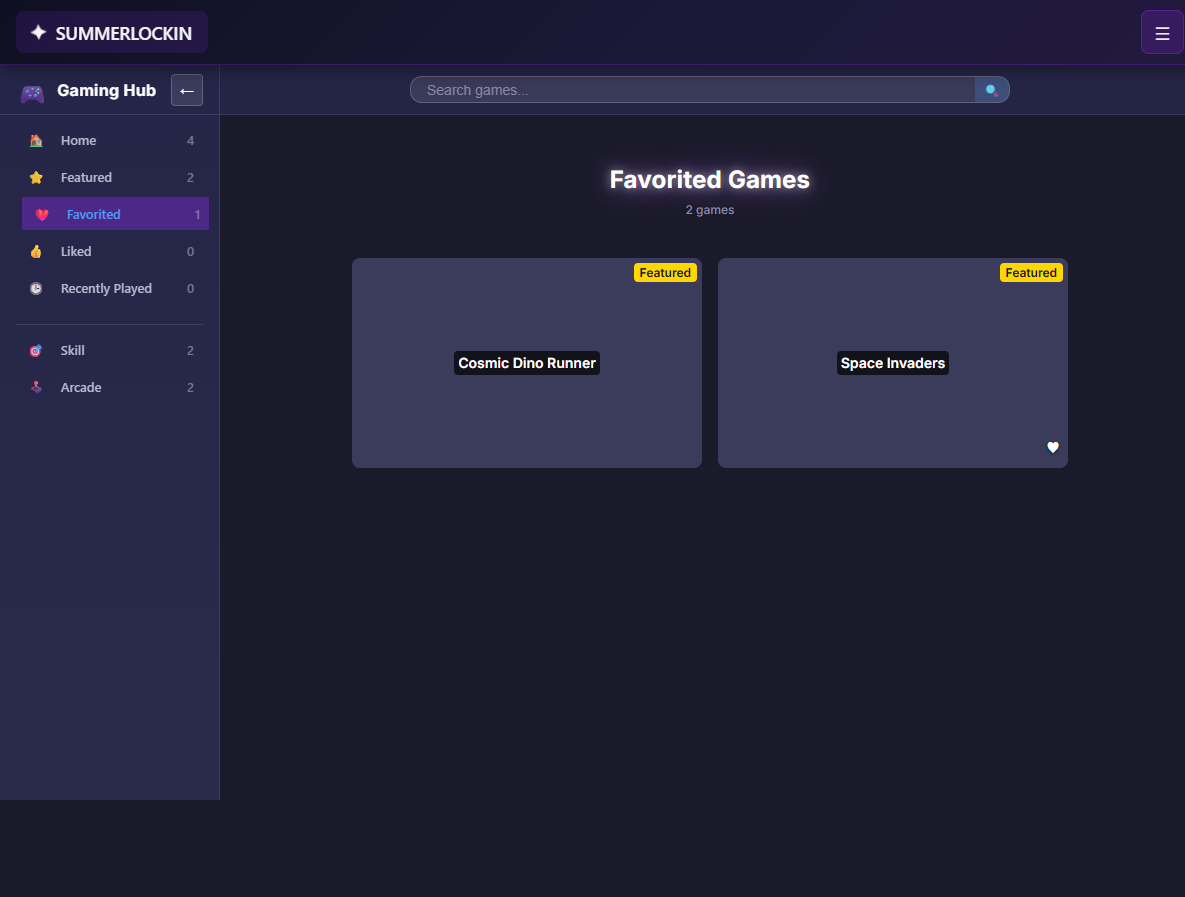 SUMMERLOCKIN
☰
Gaming Hub
←
Search games...
Home 4
Featured 2
Favorited 1
Liked 0
Recently Played 0
Skill 2
Arcade 2
Favorited Games
2 games
Featured
Cosmic Dino Runner
Featured
Space Invaders